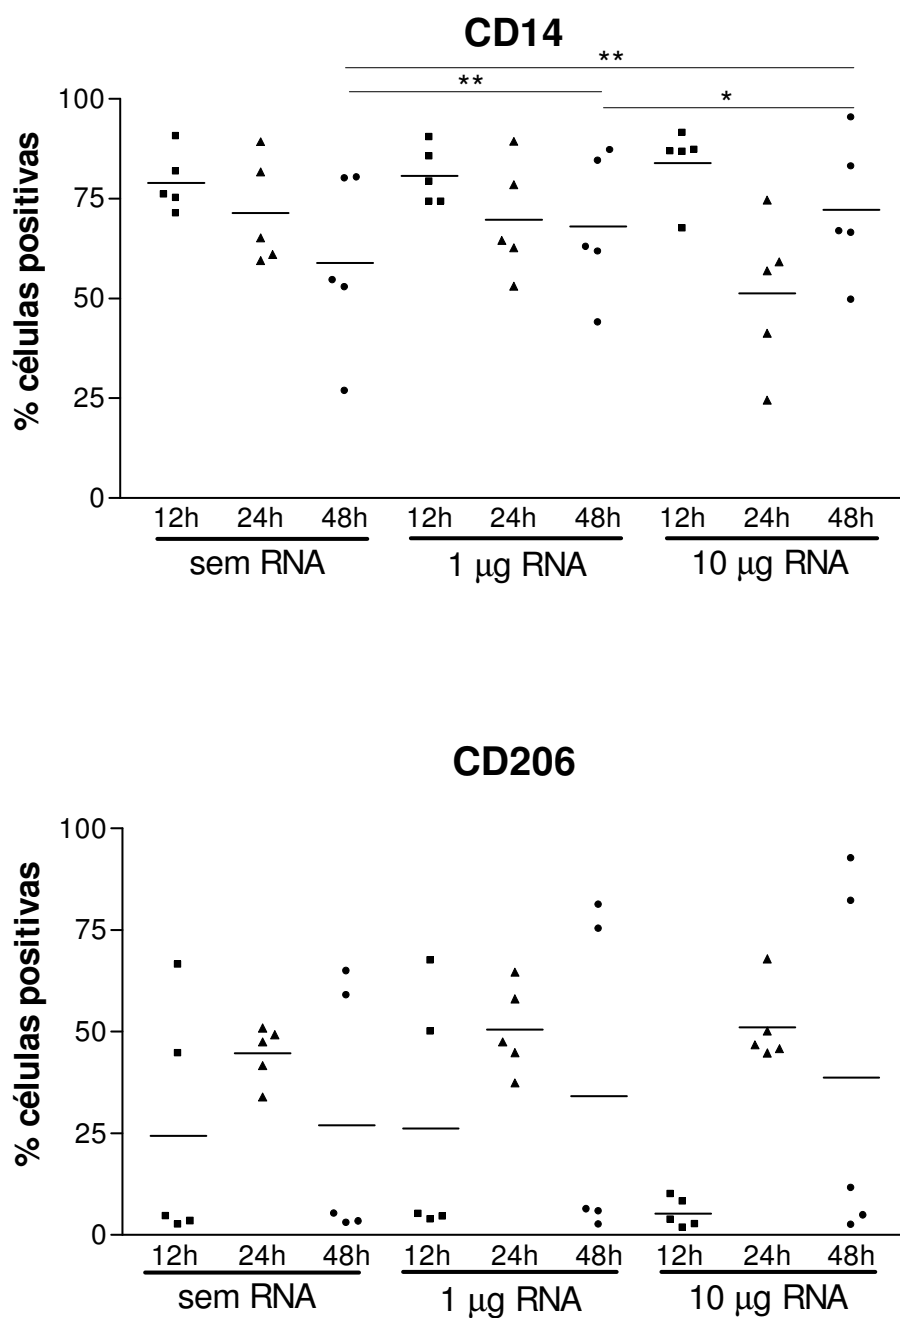 CD14
**
** *
% células positivas
100
75
50
25
0
12h 24h 48h 12h 24h 48h 12h 24h 48h
sem RNA 1 µg RNA 10 µg RNA
CD206
% células positivas
100
75
50
25
0
12h 24h 48h 12h 24h 48h 12h 24h 48h
sem RNA 1 µg RNA 10 µg RNA